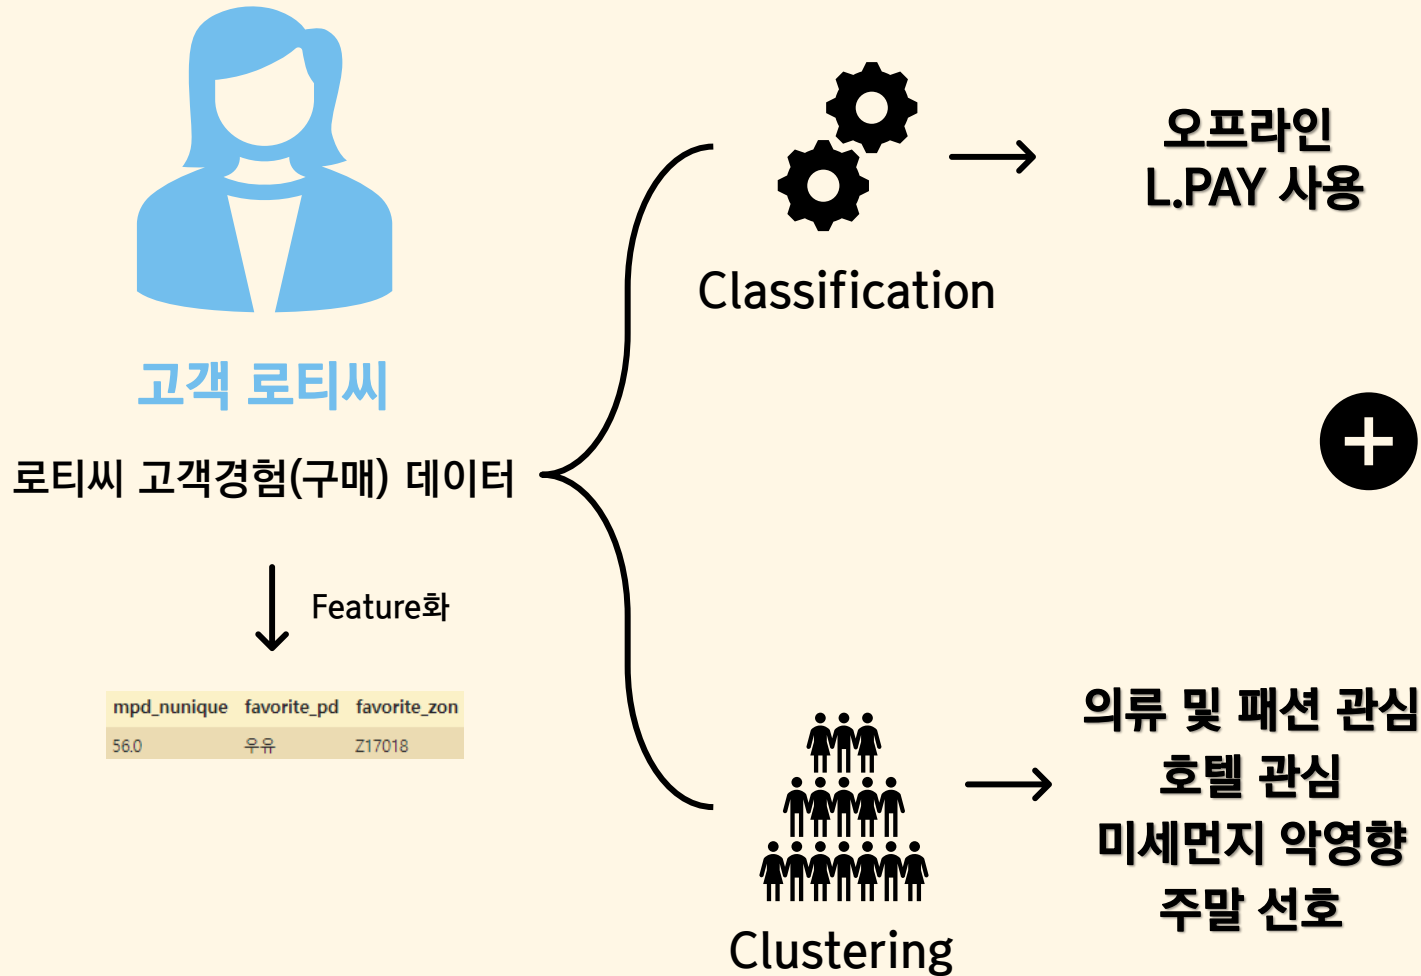 고객 로티씨
로티씨 고객경험(구매) 데이터
Feature화
mpd_nunique favorite_pd favorite_zon
56.0 우유 Z17018
Classification
오프라인
L.PAY 사용
+
Clustering
의류 및 패션 관심
호텔 관심
미세먼지 악영향
주말 선호